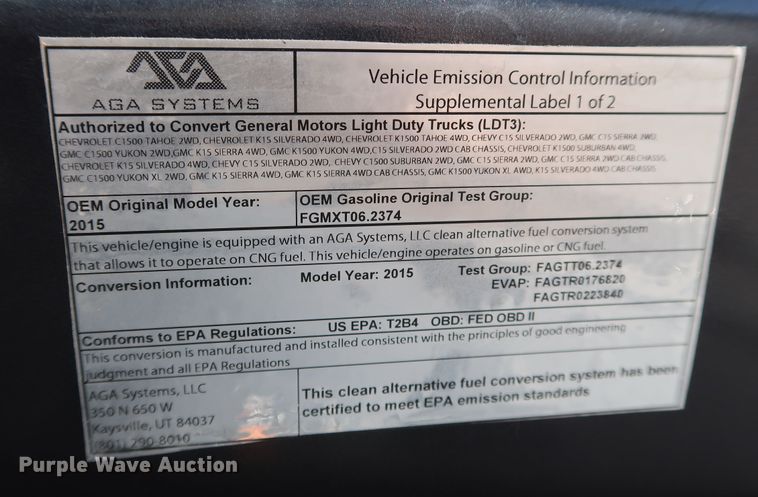 AGA SYSTEMS
Vehicle Emission Control Information
Supplemental Label 1 of 2
Authorized to Convert General Motors Light Duty Trucks (LDT3):
CHEVROLET C1500 TAHOE 2WD, CHEVROLET K15 SILVERADO 4WD, CHEVROLET K1500 TAHOE 4WD, CHEVY C15 SILVERADO 2WD, GMC C15 SIERRA 2WD,
GMC C1500 YUKON 2WD,GMC K15 SIERRA 4WD, GMC K1500 YUKON 4WD,GMC C15 SILVERADO 2WD CAB CHASSIS, CHEVROLET K1500 SUBURBAN 4WD,
CHEVROLET K15 SILVERADO 4WD, CHEVY C15 SILVERADO 2WD, CHEVY C1500 SUBURBAN 2WD, GMC C15 SIERRA 2WD, GMC C15 SIERRA 2WD CAB CHASSIS,
GMC C1500 YUKON XL 2WD, GMC K15 SIERRA 4WD, GMC K15 SIERRA 4WD CAB CHASSIS, GMC K1500 YUKON XL AWD, K15 SILVERADO 4WD CAB CHASSIS
OEM Original Model Year:
2015
OEM Gasoline Original Test Group:
FGMXT06.2374
This vehicle/engine is equipped with an AGA Systems, LLC clean alternative fuel conversion system
that allows it to operate on CNG fuel. This vehicle/engine operates on gasoline or CNG fuel.
Conversion Information: Model Year: 2015 Test Group: FAGTT06.2374
EVAP: FAGTR0176820
FAGTR0223840
Conforms to EPA Regulations: US EPA: T2B4 OBD: FED OBD II
This conversion is manufactured and installed consistent with the principles of good engineering
judgment and all EPA Regulations
AGA Systems, LLC
350 N 650 W
Kaysville, UT 84037
(801) 290-8010
This clean alternative fuel conversion system has been
certified to meet EPA emission standards
Purple Wave Auction